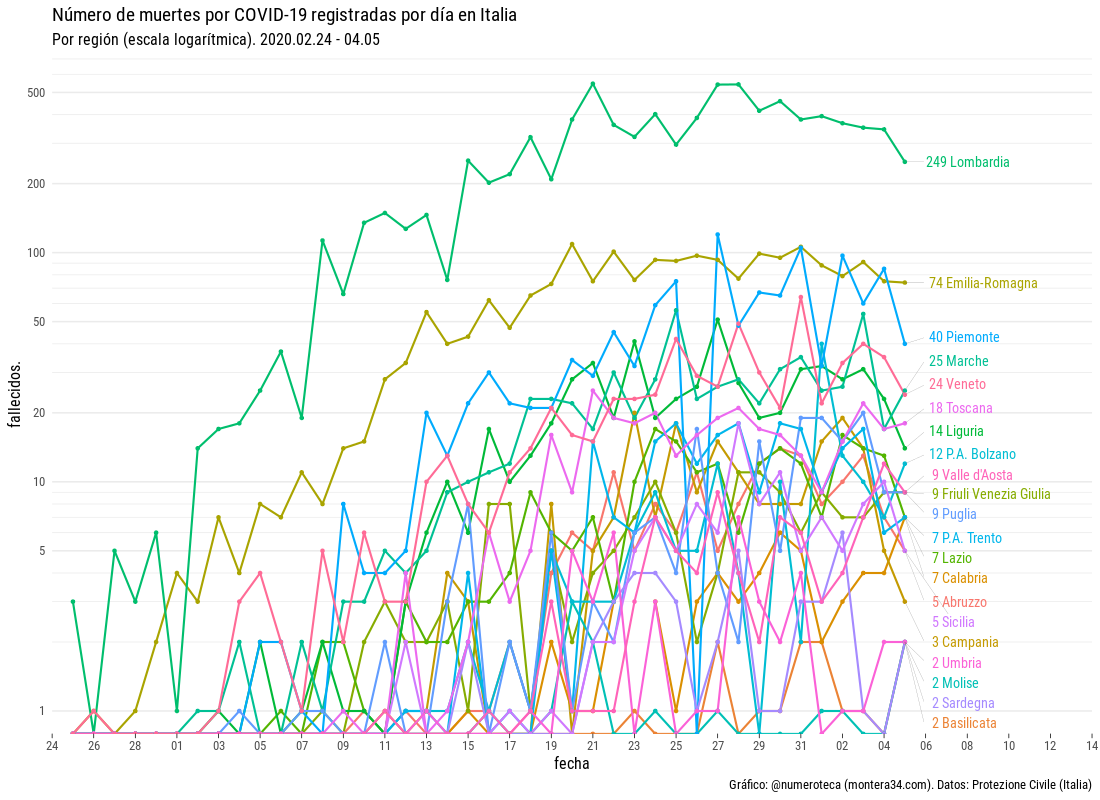 Número de muertes por COVID-19 registradas por día en Italia
Por región (escala logarítmica). 2020.02.24 - 04.05
fallecidos.
500
200
100
50
20
10
5
1
249 Lombardia
74 Emilia-Romagna
40 Piemonte
25 Marche
24 Veneto
18 Toscana
14 Liguria
12 P.A. Bolzano
9 Valle d'Aosta
9 Friuli Venezia Giulia
9 Puglia
7 P.A. Trento
7 Lazio
7 Calabria
5 Abruzzo
5 Sicilia
3 Campania
2 Umbria
2 Molise
2 Sardegna
2 Basilicata
24 26 28 01 03 05 07 09 11 13 15 17 19 21 23 25 27 29 31 02 04 06 08 10 12 14
fecha
Gráfico: @numeroteca (montera34.com). Datos: Protezione Civile (Italia)